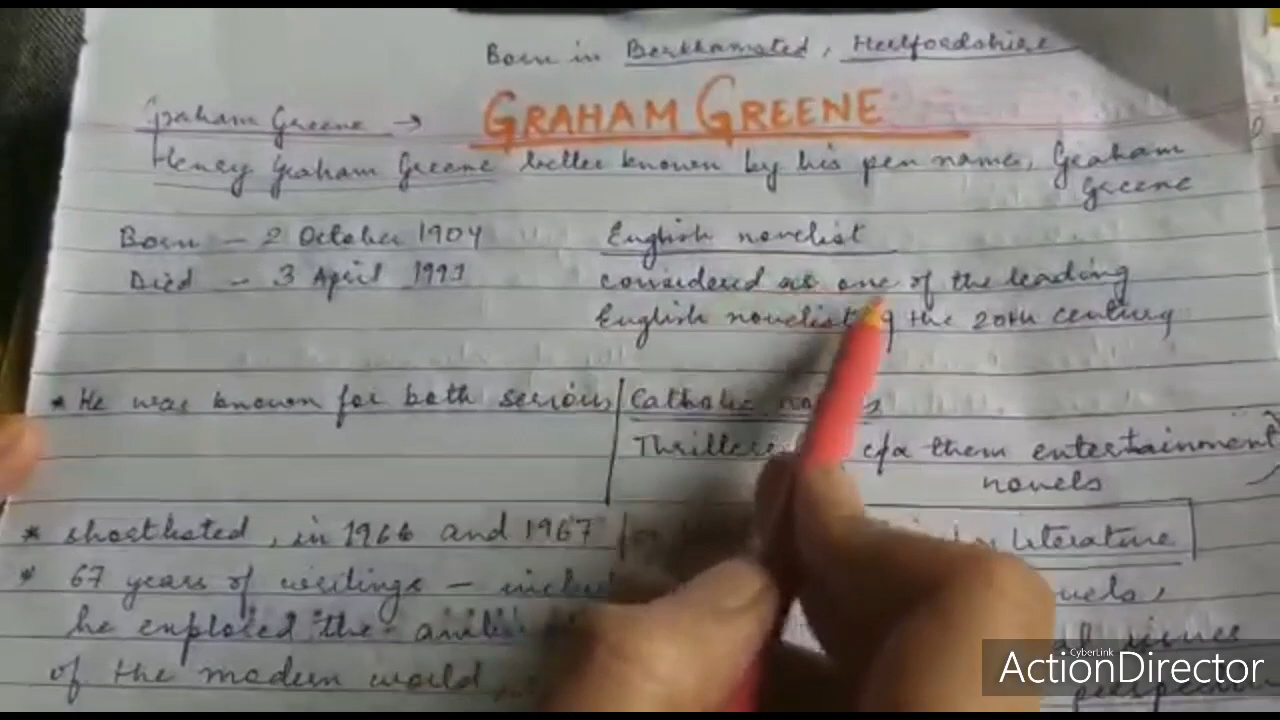 Born in Berkhamsted, Hertfordshire
GRAHAM GREENE
Graham Greene →
Henry Graham Greene better known by his pen name, Graham
Greene
Born - 2 October 1904
Died - 3 April 1991
English novelist
considered as one of the leading
English novelist of the 20th century
* He was known for both serious
Catholic
Thrillers c/a them entertainment
novels
* shortlisted, in 1966 and 1967 Literature
* 67 years of writings -
he explored the
of the modern world,
CyberLink
ActionDirector